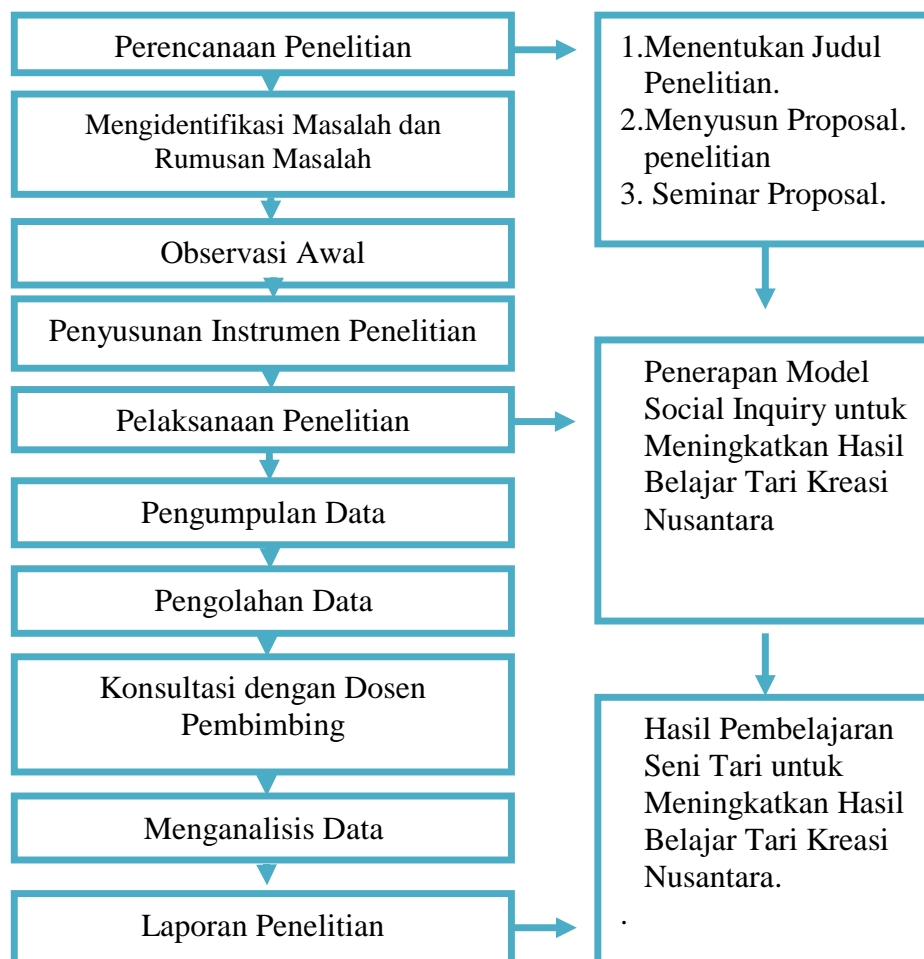 Perencanaan Penelitian
Mengidentifikasi Masalah dan
Rumusan Masalah
Observasi Awal
Penyusunan Instrumen Penelitian
Pelaksanaan Penelitian
Pengumpulan Data
Pengolahan Data
Konsultasi dengan Dosen
Pembimbing
Menganalisis Data
Laporan Penelitian
1.Menentukan Judul
Penelitian.
2.Menyusun Proposal.
penelitian
3. Seminar Proposal.
Penerapan Model
Social Inquiry untuk
Meningkatkan Hasil
Belajar Tari Kreasi
Nusantara
Hasil Pembelajaran
Seni Tari untuk
Meningkatkan Hasil
Belajar Tari Kreasi
Nusantara.
.